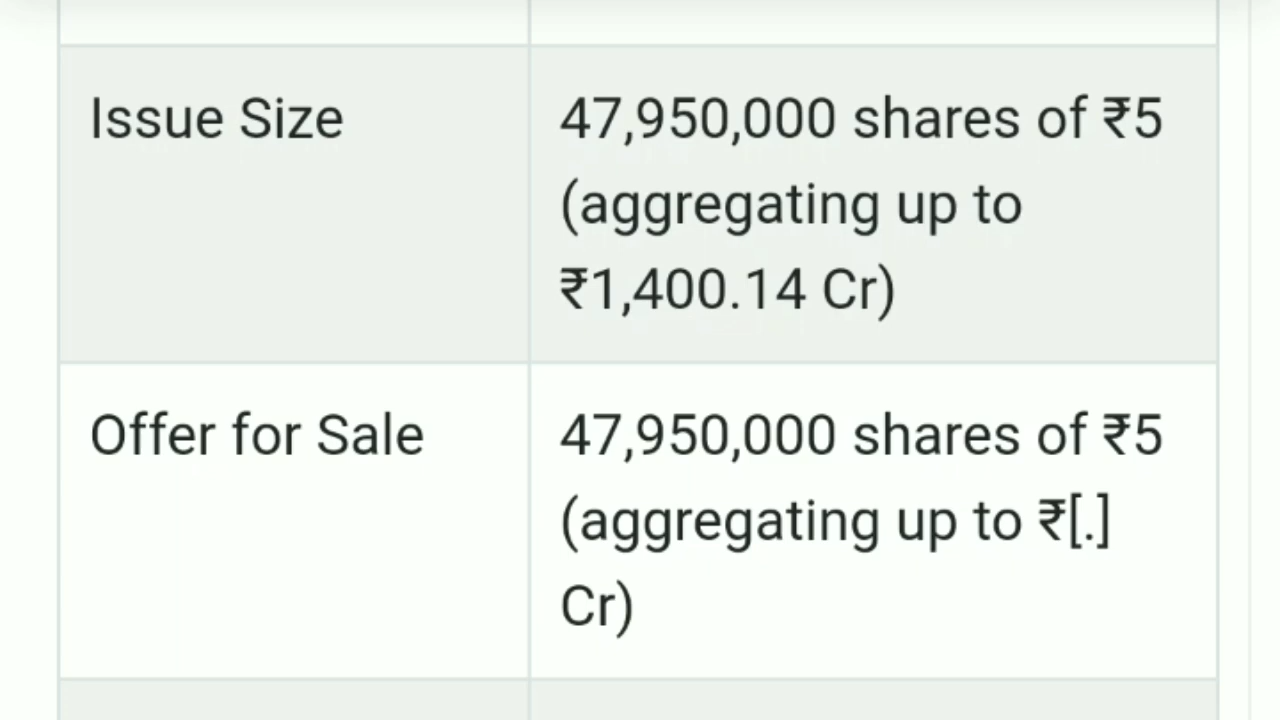 Issue Size
47,950,000 shares of ₹5
(aggregating up to
₹1,400.14 Cr)
Offer for Sale
47,950,000 shares of ₹5
(aggregating up to ₹[.]
Cr)